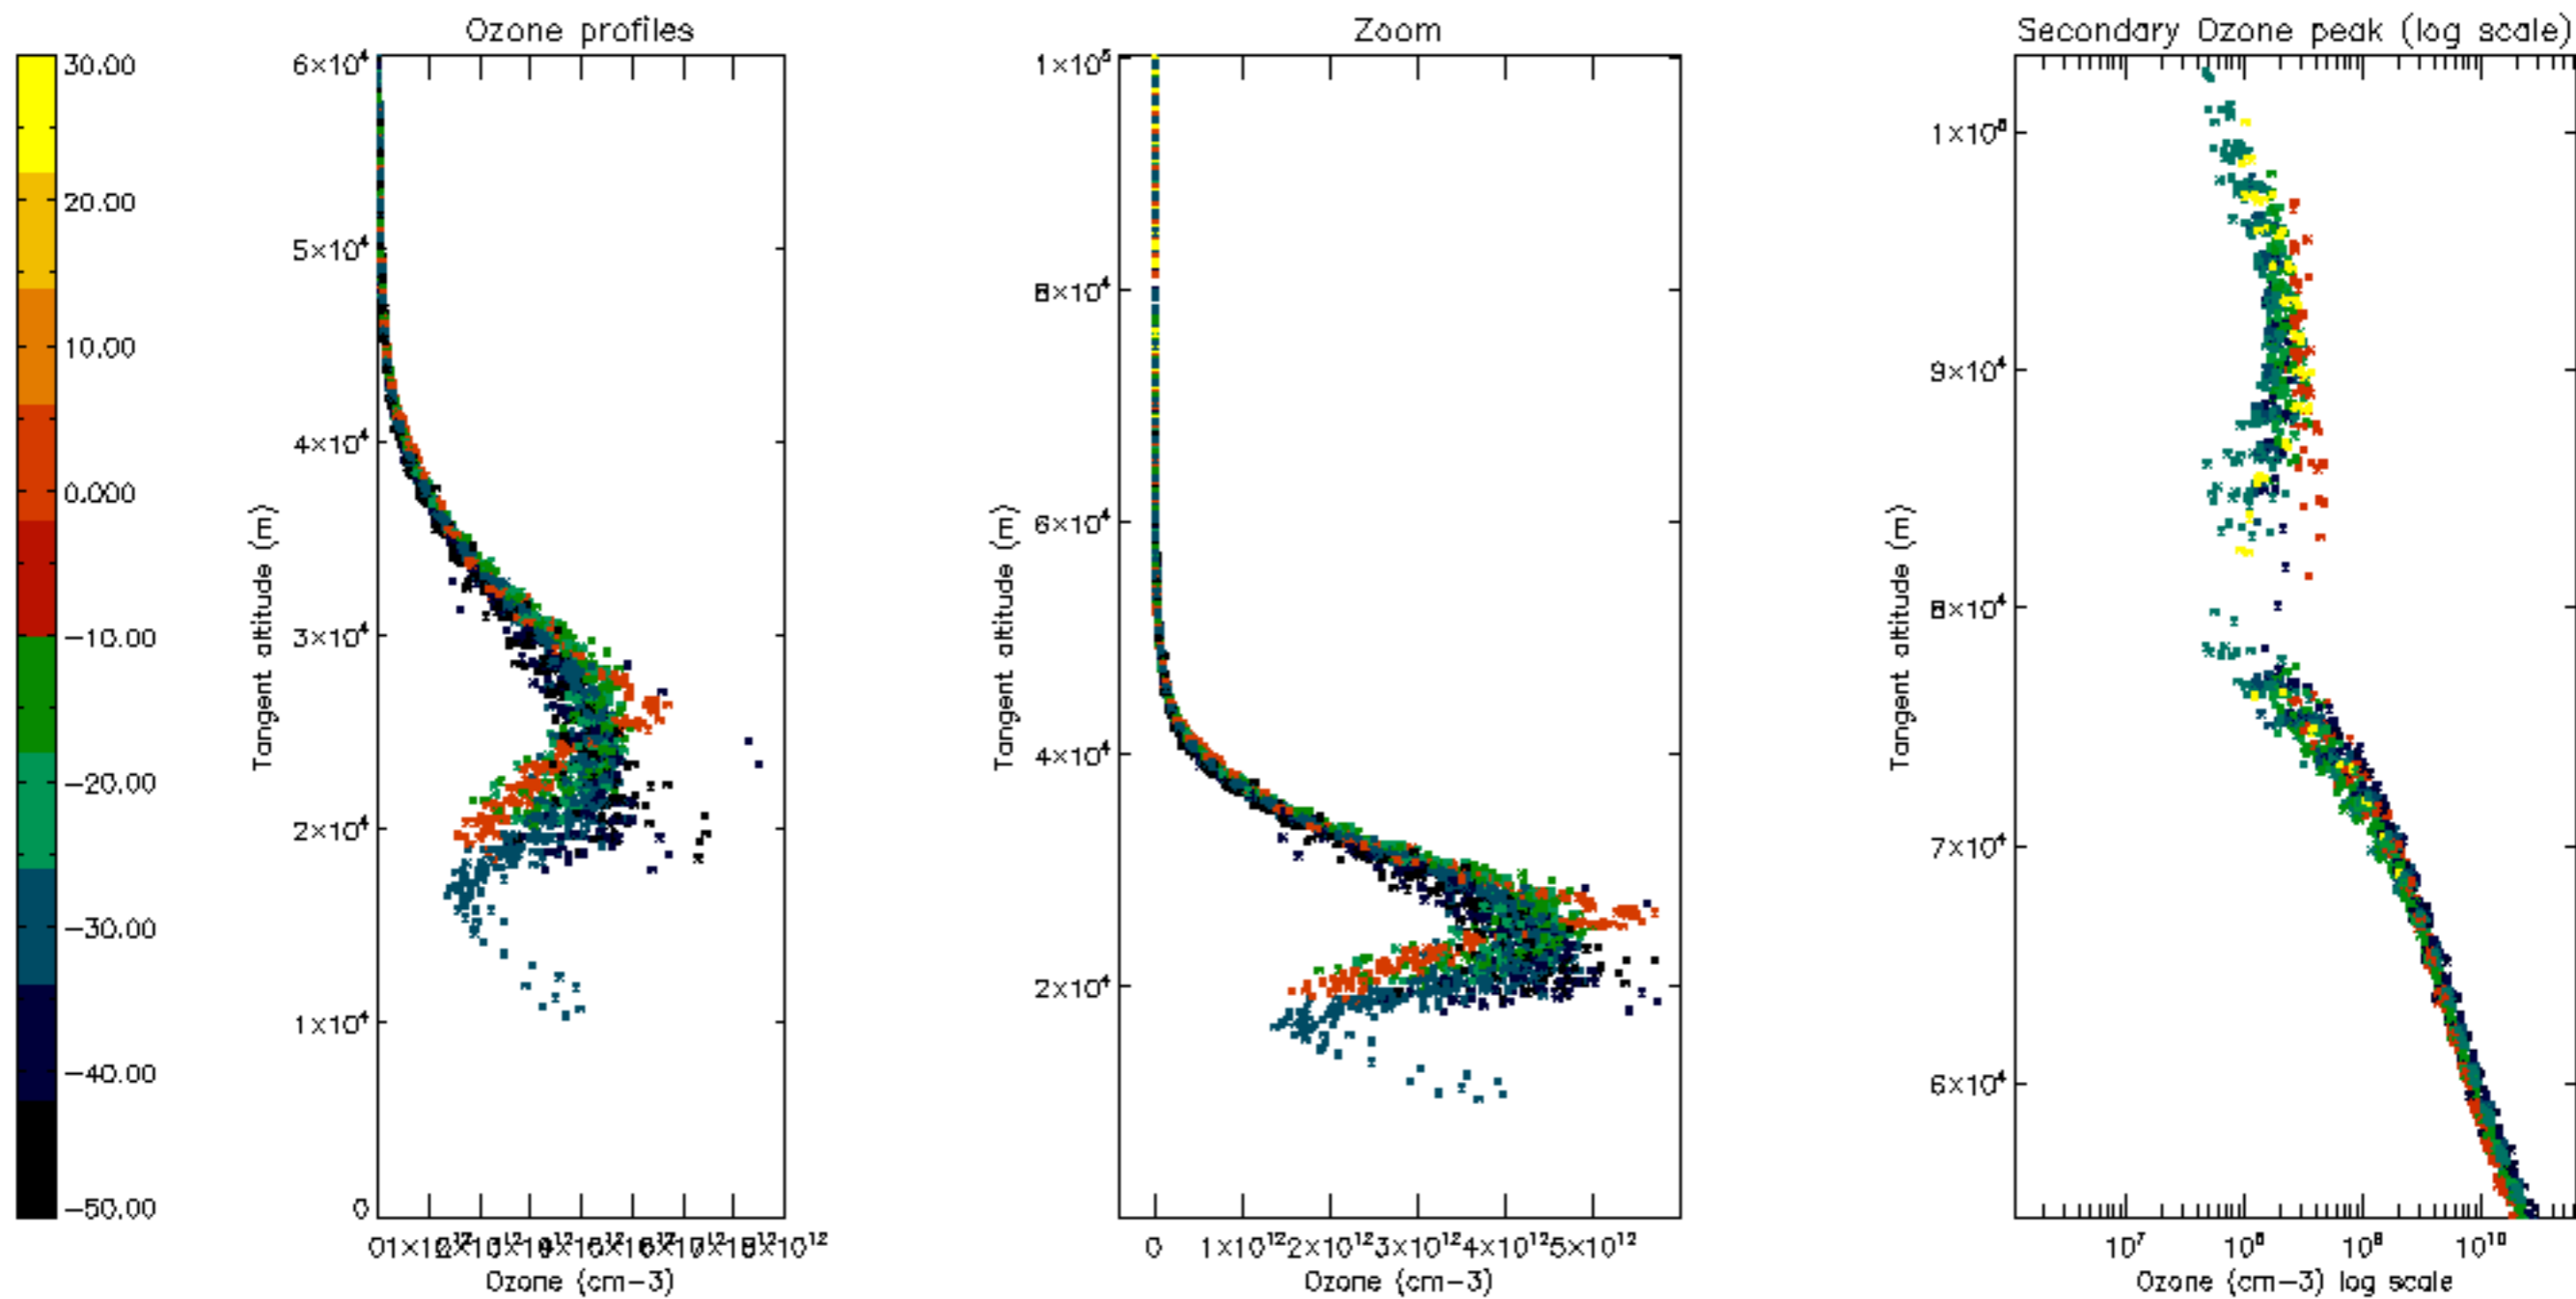 Ozone profiles
Zoom
Secondary Ozone peak (log scale)
30.00
20.00
10.00
0.000
−10.00
−20.00
−30.00
−40.00
−50.00
6×10⁴
5×10⁴
4×10⁴
3×10⁴
2×10⁴
1×10⁴
0
Tangent altitude (m)
Ozone (cm−3)
1×10⁵
8×10⁴
6×10⁴
4×10⁴
2×10⁴
Tangent altitude (m)
0 1×10¹² 2×10¹² 3×10¹² 4×10¹² 5×10¹²
Ozone (cm−3)
9×10⁴
8×10⁴
7×10⁴
6×10⁴
Tangent altitude (m)
10⁷ 10⁸ 10⁹ 10¹⁰
Ozone (cm−3) log scale